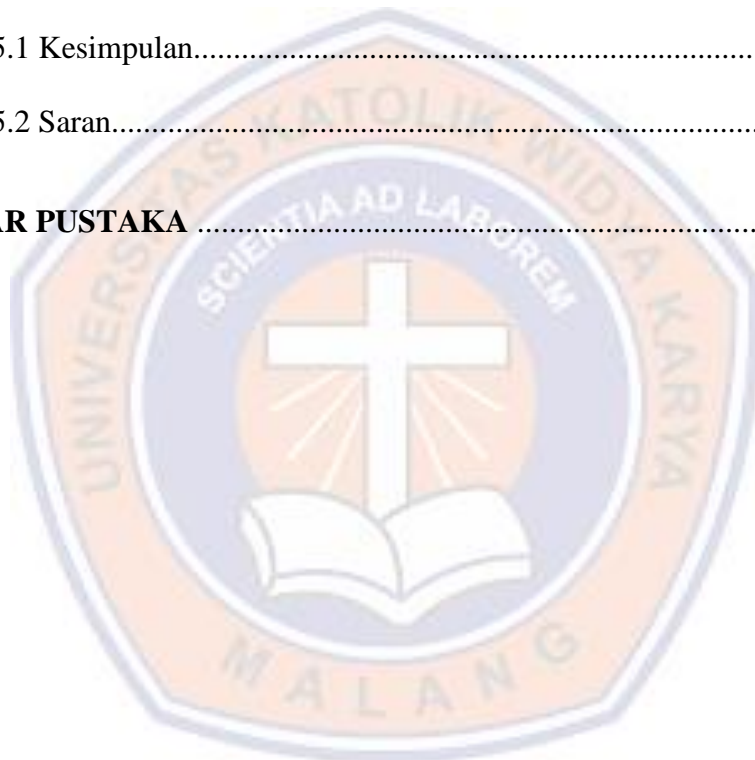 5.1 Kesimpulan....................................................................
5.2 Saran..............................................................................
AR PUSTAKA ................................................................
UNIVERSITAS KATOLIK WIDYA KARYA
SCIENTIA AD LABOREM
MALANG